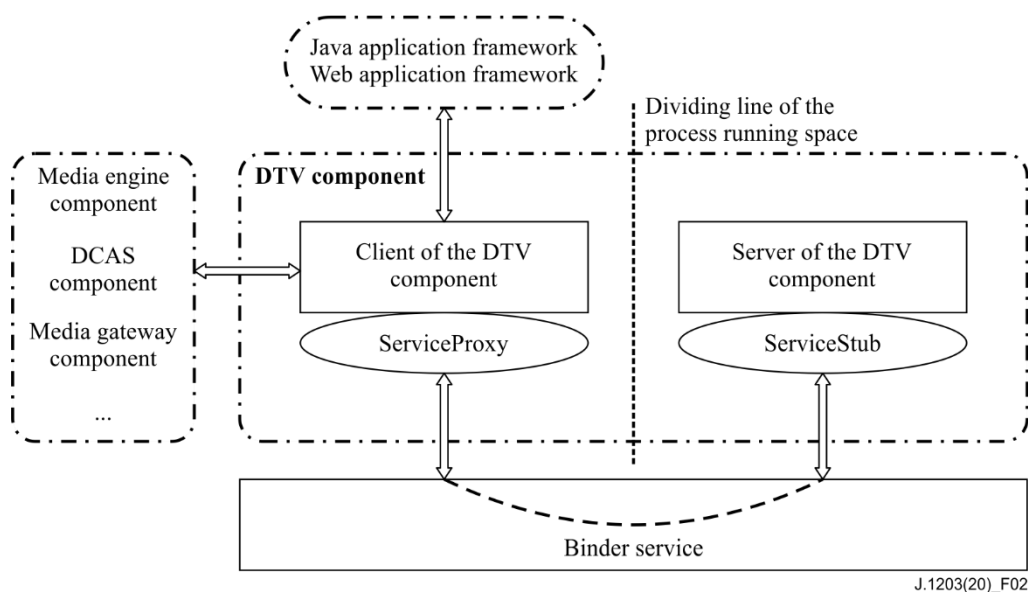 Java application framework
Web application framework
Dividing line of the
process running space
Media engine
component
DCAS
component
Media gateway
component
...
DTV component
Client of the DTV
component
ServiceProxy
Server of the DTV
component
ServiceStub
Binder service
J.1203(20)_F02